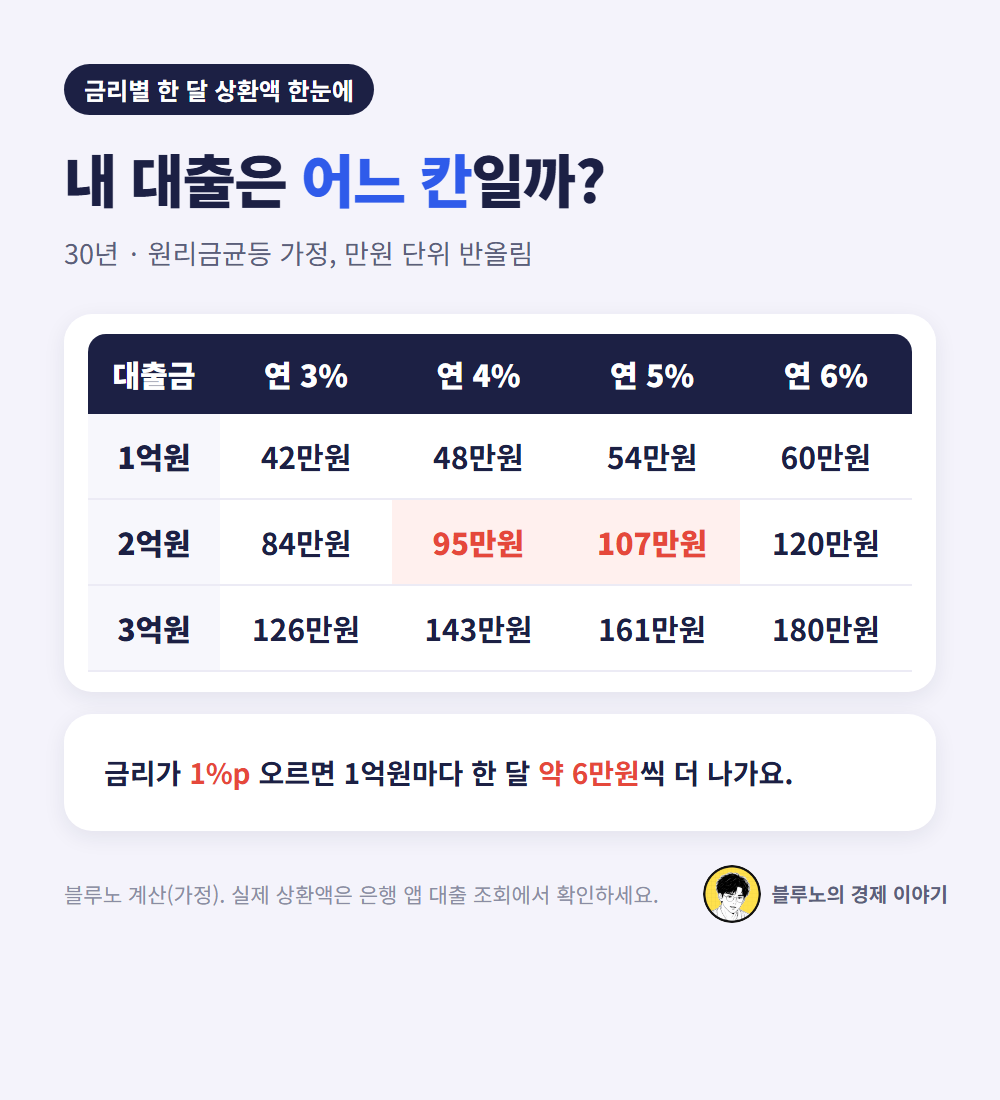 금리별 한 달 상환액 한눈에
내 대출은 어느 칸일까?
30년 · 원리금균등 가정, 만원 단위 반올림
대출금 연 3% 연 4% 연 5% 연 6%
1억원 42만원 48만원 54만원 60만원
2억원 84만원 95만원 107만원 120만원
3억원 126만원 143만원 161만원 180만원
금리가 1%p 오르면 1억원마다 한 달 약 6만원씩 더 나가요.
블루노 계산(가정). 실제 상환액은 은행 앱 대출 조회에서 확인하세요.
블루노의 경제 이야기